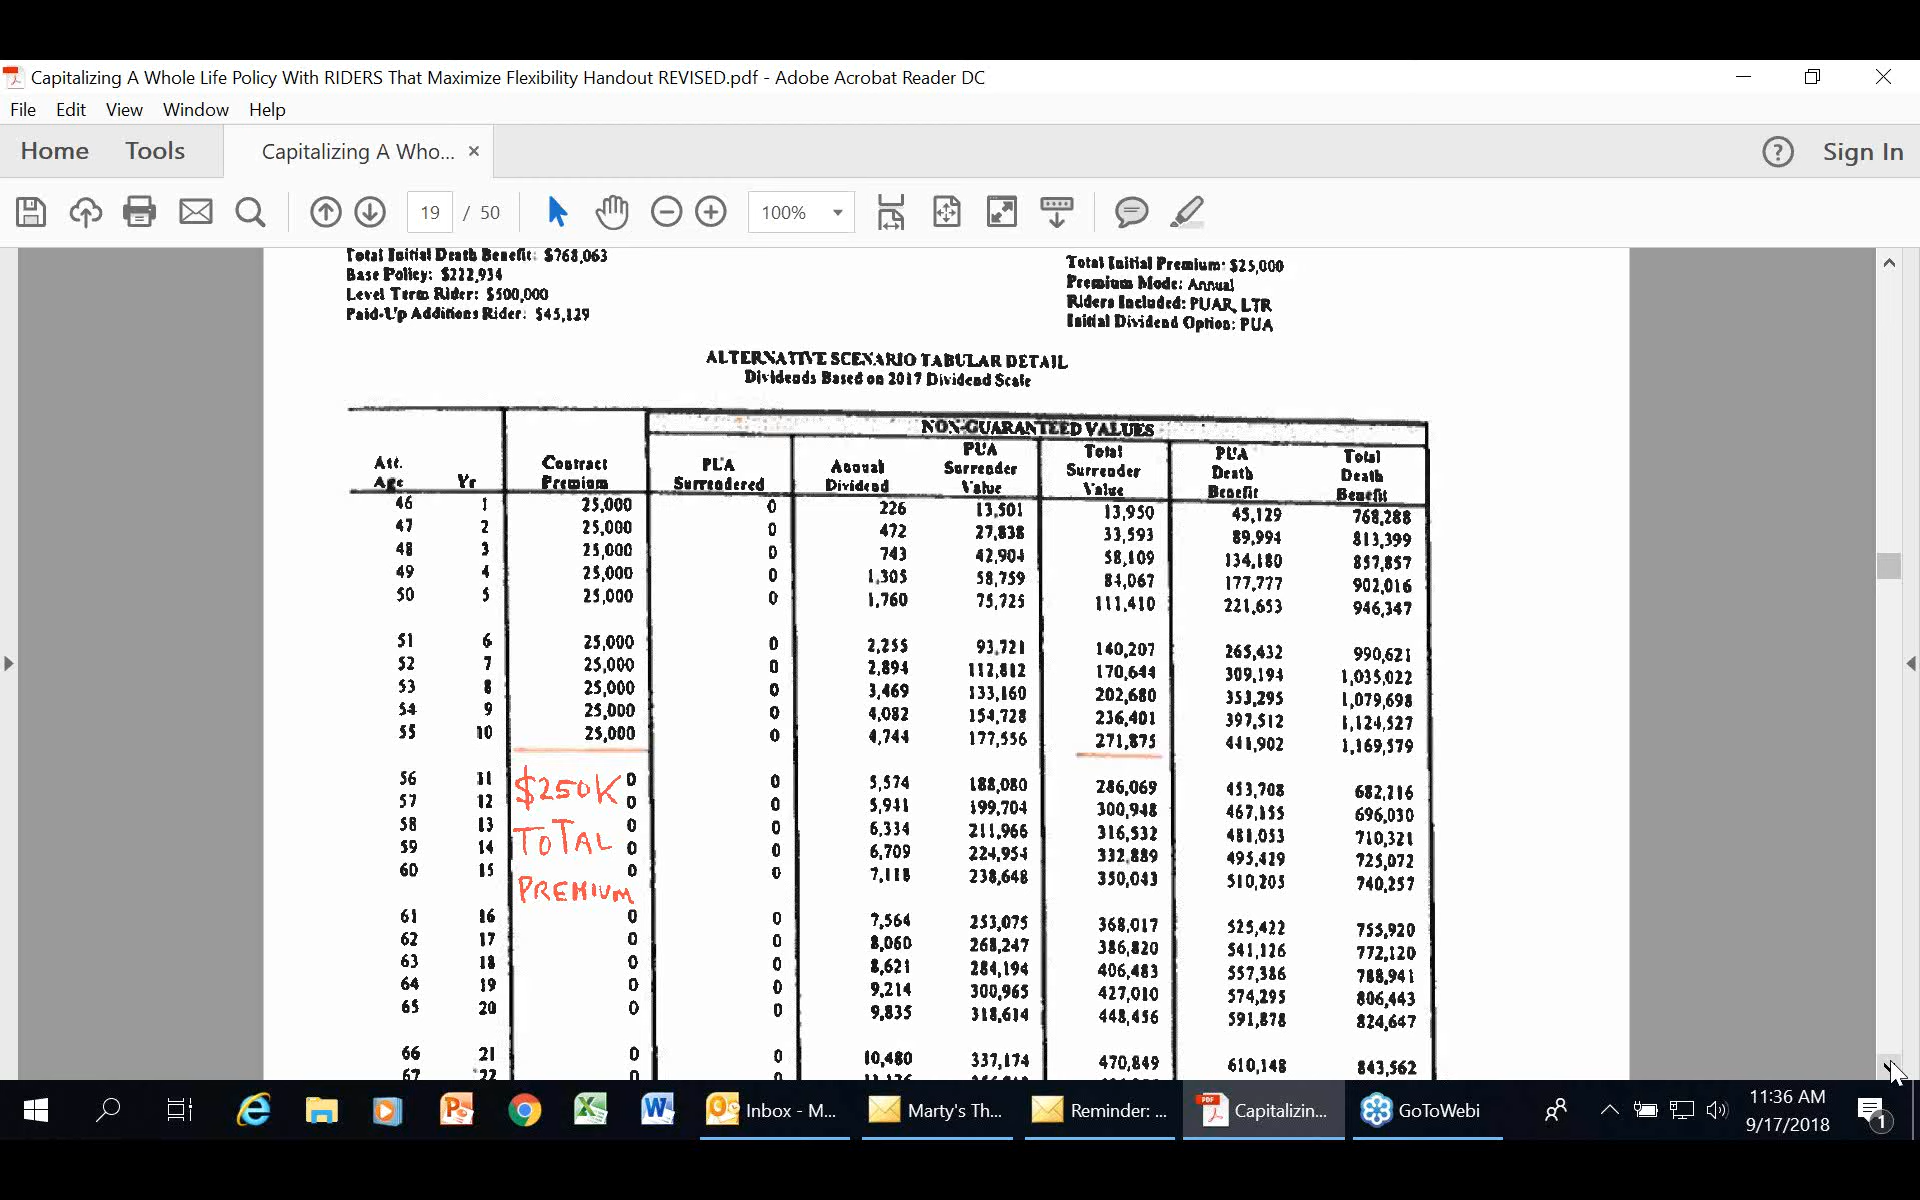 Capitalizing A Whole Life Policy With RIDERS That Maximize Flexibility Handout REVISED.pdf - Adobe Acrobat Reader DC
File Edit View Window Help
Home Tools Capitalizing A Who... × ? Sign In
19 / 50 100%
Total Initial Death Benefit: $768,063
Base Policy: $222,934
Level Term Rider: $500,000
Paid-Up Additions Rider: $45,129
Total Initial Premium: $25,000
Premium Mode: Annual
Riders Included: PUAR, LTR
Initial Dividend Option: PUA
ALTERNATIVE SCENARIO TABULAR DETAIL
Dividends Based on 2017 Dividend Scale
NON-GUARANTEED VALUES
Att. Age Yr Contract Premium PUA Surrendered Annual Dividend PUA Surrender Value Total Surrender Value PUA Death Benefit Total Death Benefit
46 1 25,000 0 226 13,501 13,950 45,129 768,288
47 2 25,000 0 472 27,838 33,593 89,994 813,399
48 3 25,000 0 743 42,904 58,109 134,180 857,857
49 4 25,000 0 1,305 58,759 84,067 177,777 902,016
50 5 25,000 0 1,760 75,725 111,410 221,653 946,347
51 6 25,000 0 2,255 93,721 140,207 265,432 990,621
52 7 25,000 0 2,894 112,812 170,644 309,194 1,035,022
53 8 25,000 0 3,469 133,160 202,680 353,295 1,079,698
54 9 25,000 0 4,082 154,728 236,401 397,512 1,124,527
55 10 25,000 0 4,744 177,556 271,875 441,902 1,169,579
56 11 0 0 5,574 188,080 286,069 453,708 682,216
57 12 0 0 5,941 199,704 300,948 467,155 696,030
58 13 0 0 6,334 211,966 316,532 481,053 710,321
59 14 0 0 6,709 224,954 332,889 495,429 725,072
60 15 0 0 7,118 238,648 350,043 510,205 740,257
$250K
TOTAL
PREMIUM
61 16 0 0 7,564 253,075 368,017 525,422 755,920
62 17 0 0 8,060 268,247 386,820 541,126 772,120
63 18 0 0 8,621 284,194 406,483 557,386 788,941
64 19 0 0 9,214 300,965 427,010 574,295 806,443
65 20 0 0 9,835 318,614 448,456 591,878 824,647
66 21 0 0 10,480 337,174 470,849 610,148 843,562
67 22 0 0
Inbox - M... Marty's Th... Reminder: ... Capitalizin... GoToWebi
11:36 AM
9/17/2018
1